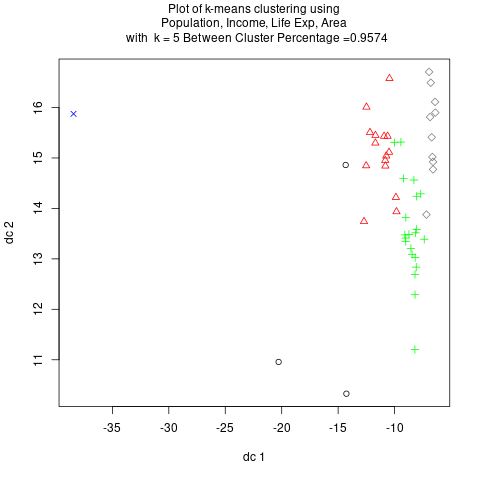 Plot of k-means clustering using
Population, Income, Life Exp, Area
with k = 5 Between Cluster Percentage =0.9574
16
15
14
13
12
11
dc 2
-35 -30 -25 -20 -15 -10
dc 1